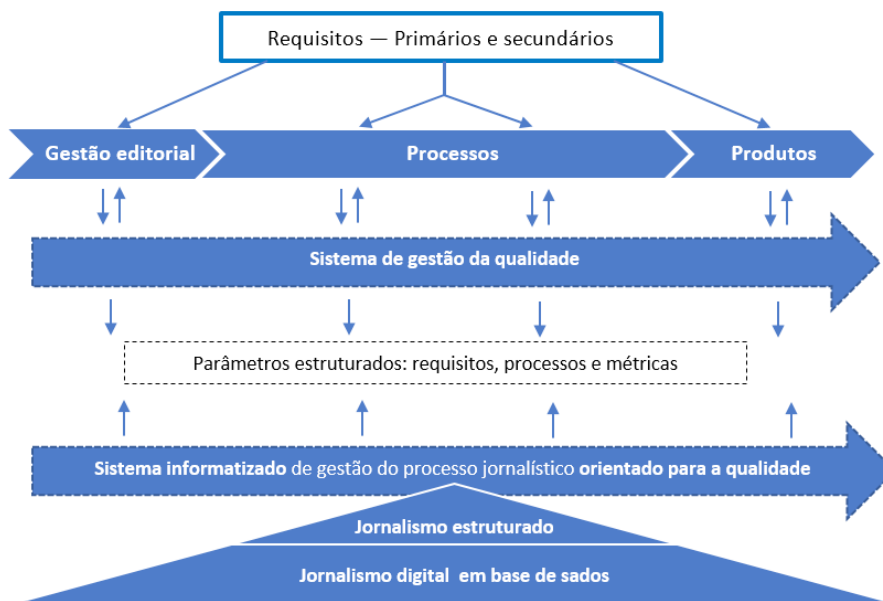 Requisitos — Primários e secundários
Gestão editorial
Processos
Produtos
Sistema de gestão da qualidade
Parâmetros estruturados: requisitos, processos e métricas
Sistema informatizado de gestão do processo jornalístico orientado para a qualidade
Jornalismo estruturado
Jornalismo digital em base de sados